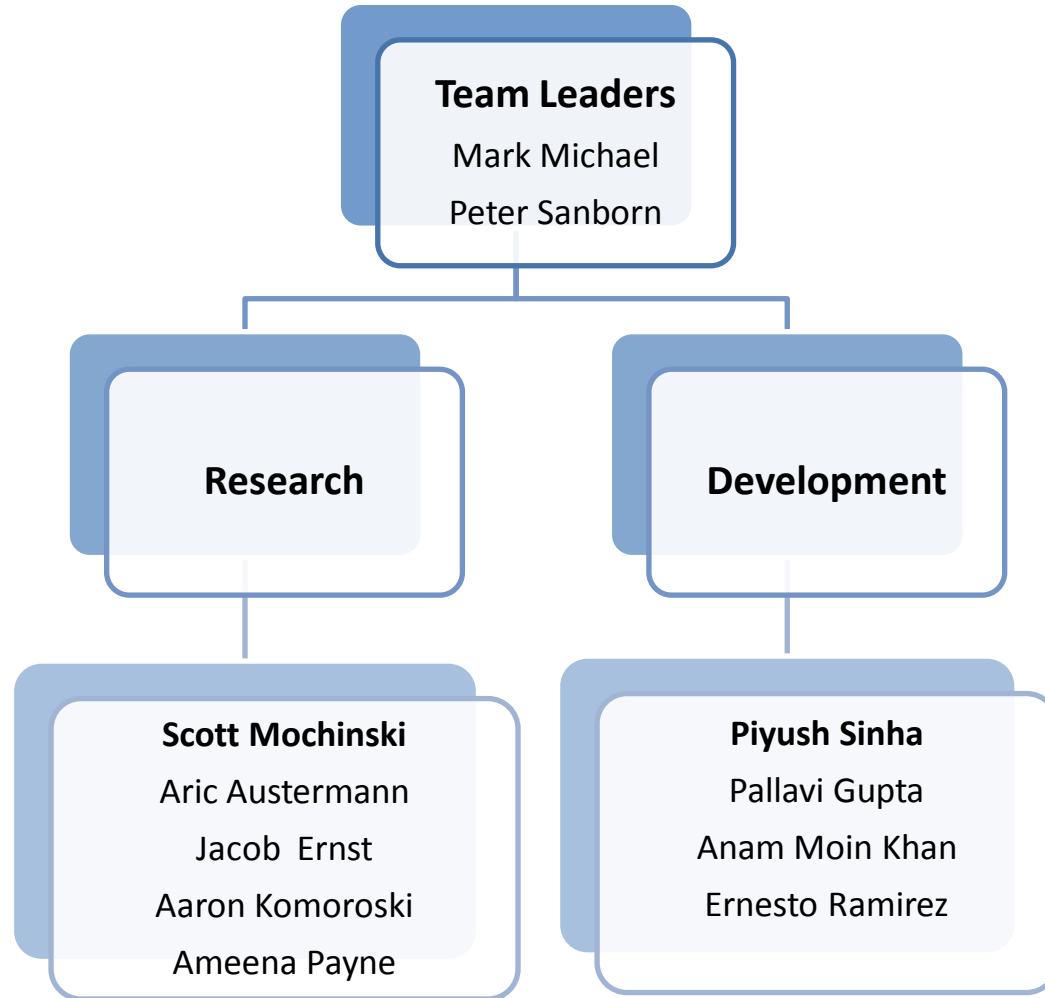 Team Leaders
Mark Michael
Peter Sanborn
Research
Development
Scott Mochinski
Aric Austermann
Jacob  Ernst
Aaron Komoroski
Ameena Payne
Piyush Sinha
Pallavi Gupta
Anam Moin Khan
Ernesto Ramirez